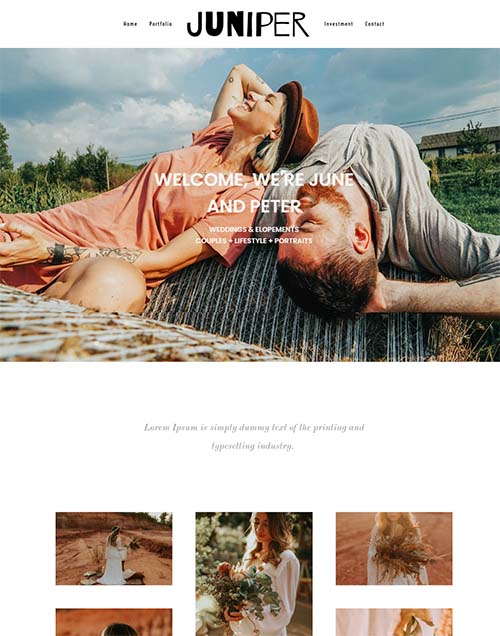 Home
Portfolio
JUNIPER
Investment
Contact
WELCOME, WE'RE JUNE
AND PETER
WEDDINGS & ELOPEMENTS
COUPLES + LIFESTYLE + PORTRAITS
Lorem Ipsum is simply dummy text of the printing and
typesetting industry.